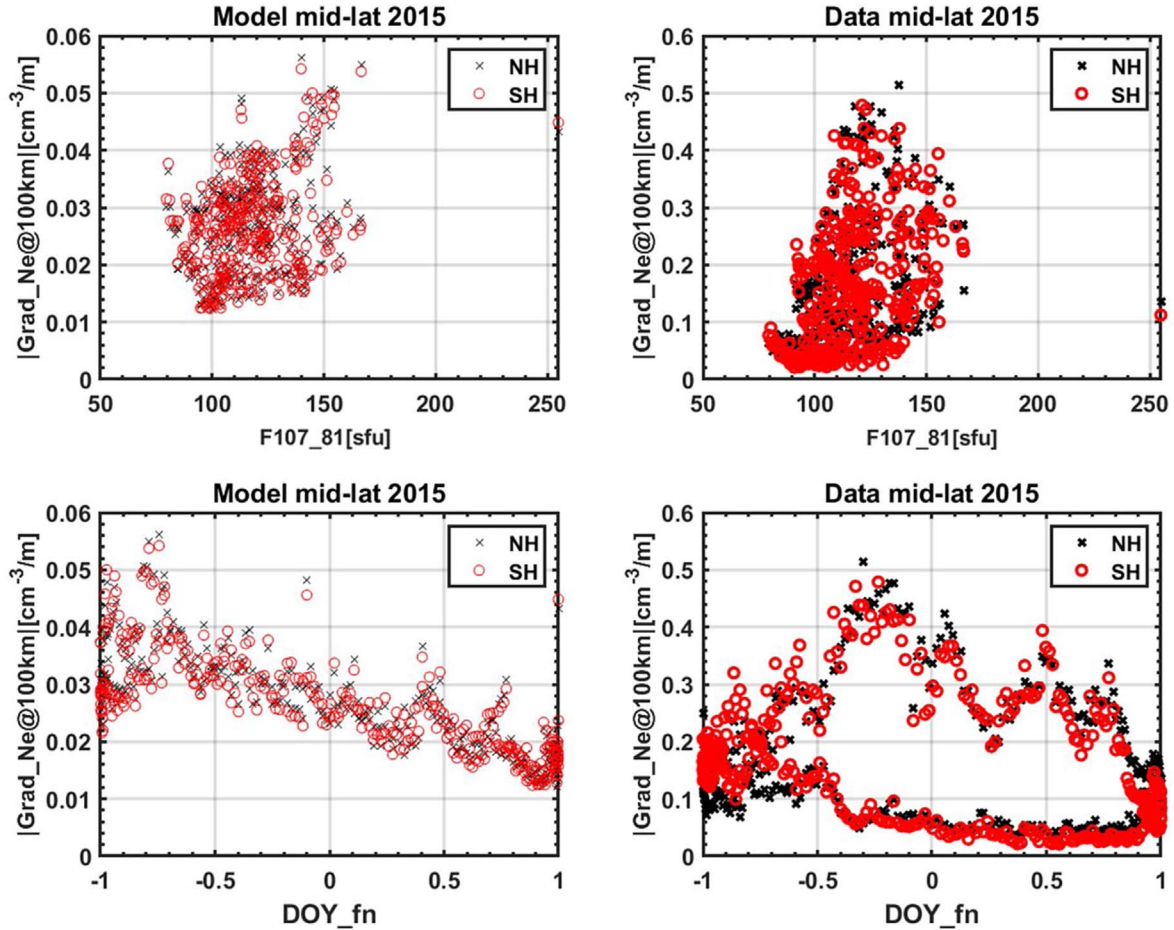 Model mid-lat 2015
|Grad_Ne@100km|[cm^-3/m]
0.06
0.05
0.04
0.03
0.02
0.01
0
50 100 150 200 250
F107_81[sfu]
NH
SH
Data mid-lat 2015
|Grad_Ne@100km|[cm^-3/m]
0.6
0.5
0.4
0.3
0.2
0.1
0
50 100 150 200 250
F107_81[sfu]
NH
SH
Model mid-lat 2015
|Grad_Ne@100km|[cm^-3/m]
0.06
0.05
0.04
0.03
0.02
0.01
0
-1 -0.5 0 0.5 1
DOY_fn
NH
SH
Data mid-lat 2015
|Grad_Ne@100km|[cm^-3/m]
0.6
0.5
0.4
0.3
0.2
0.1
0
-1 -0.5 0 0.5 1
DOY_fn
NH
SH